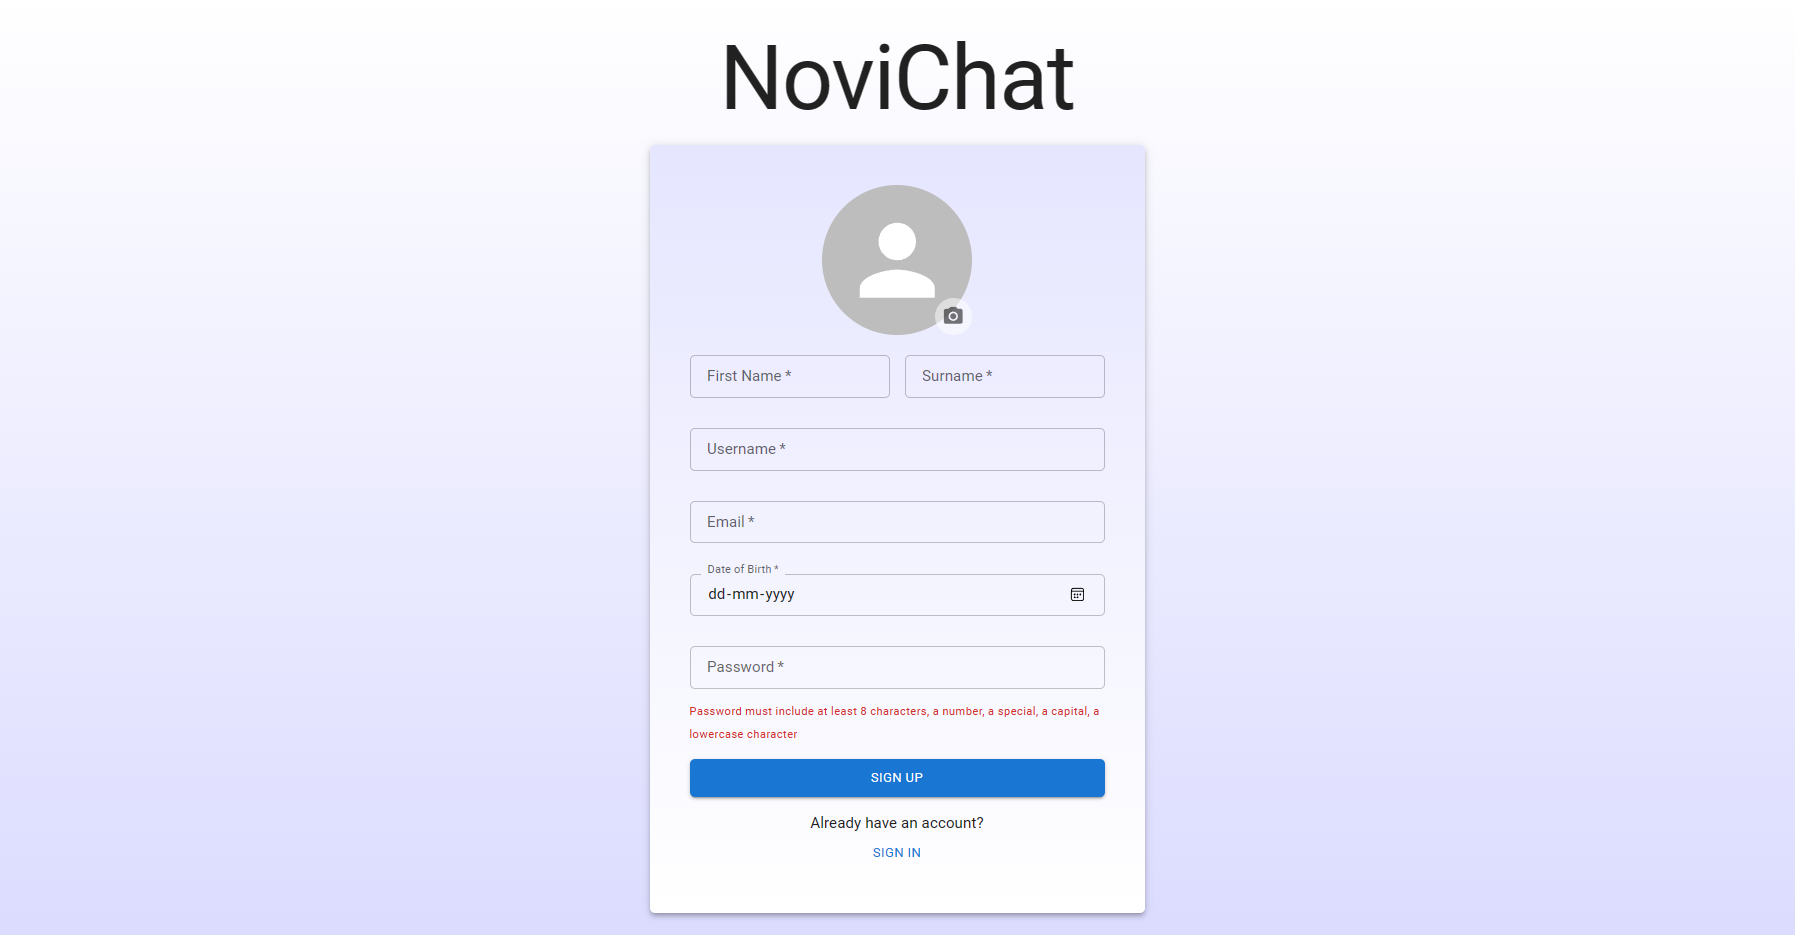 NoviChat
First Name *
Surname *
Username *
Email *
Date of Birth *
dd-mm-yyyy
Password *
Password must include at least 8 characters, a number, a special, a capital, a
lowercase character
SIGN UP
Already have an account?
SIGN IN